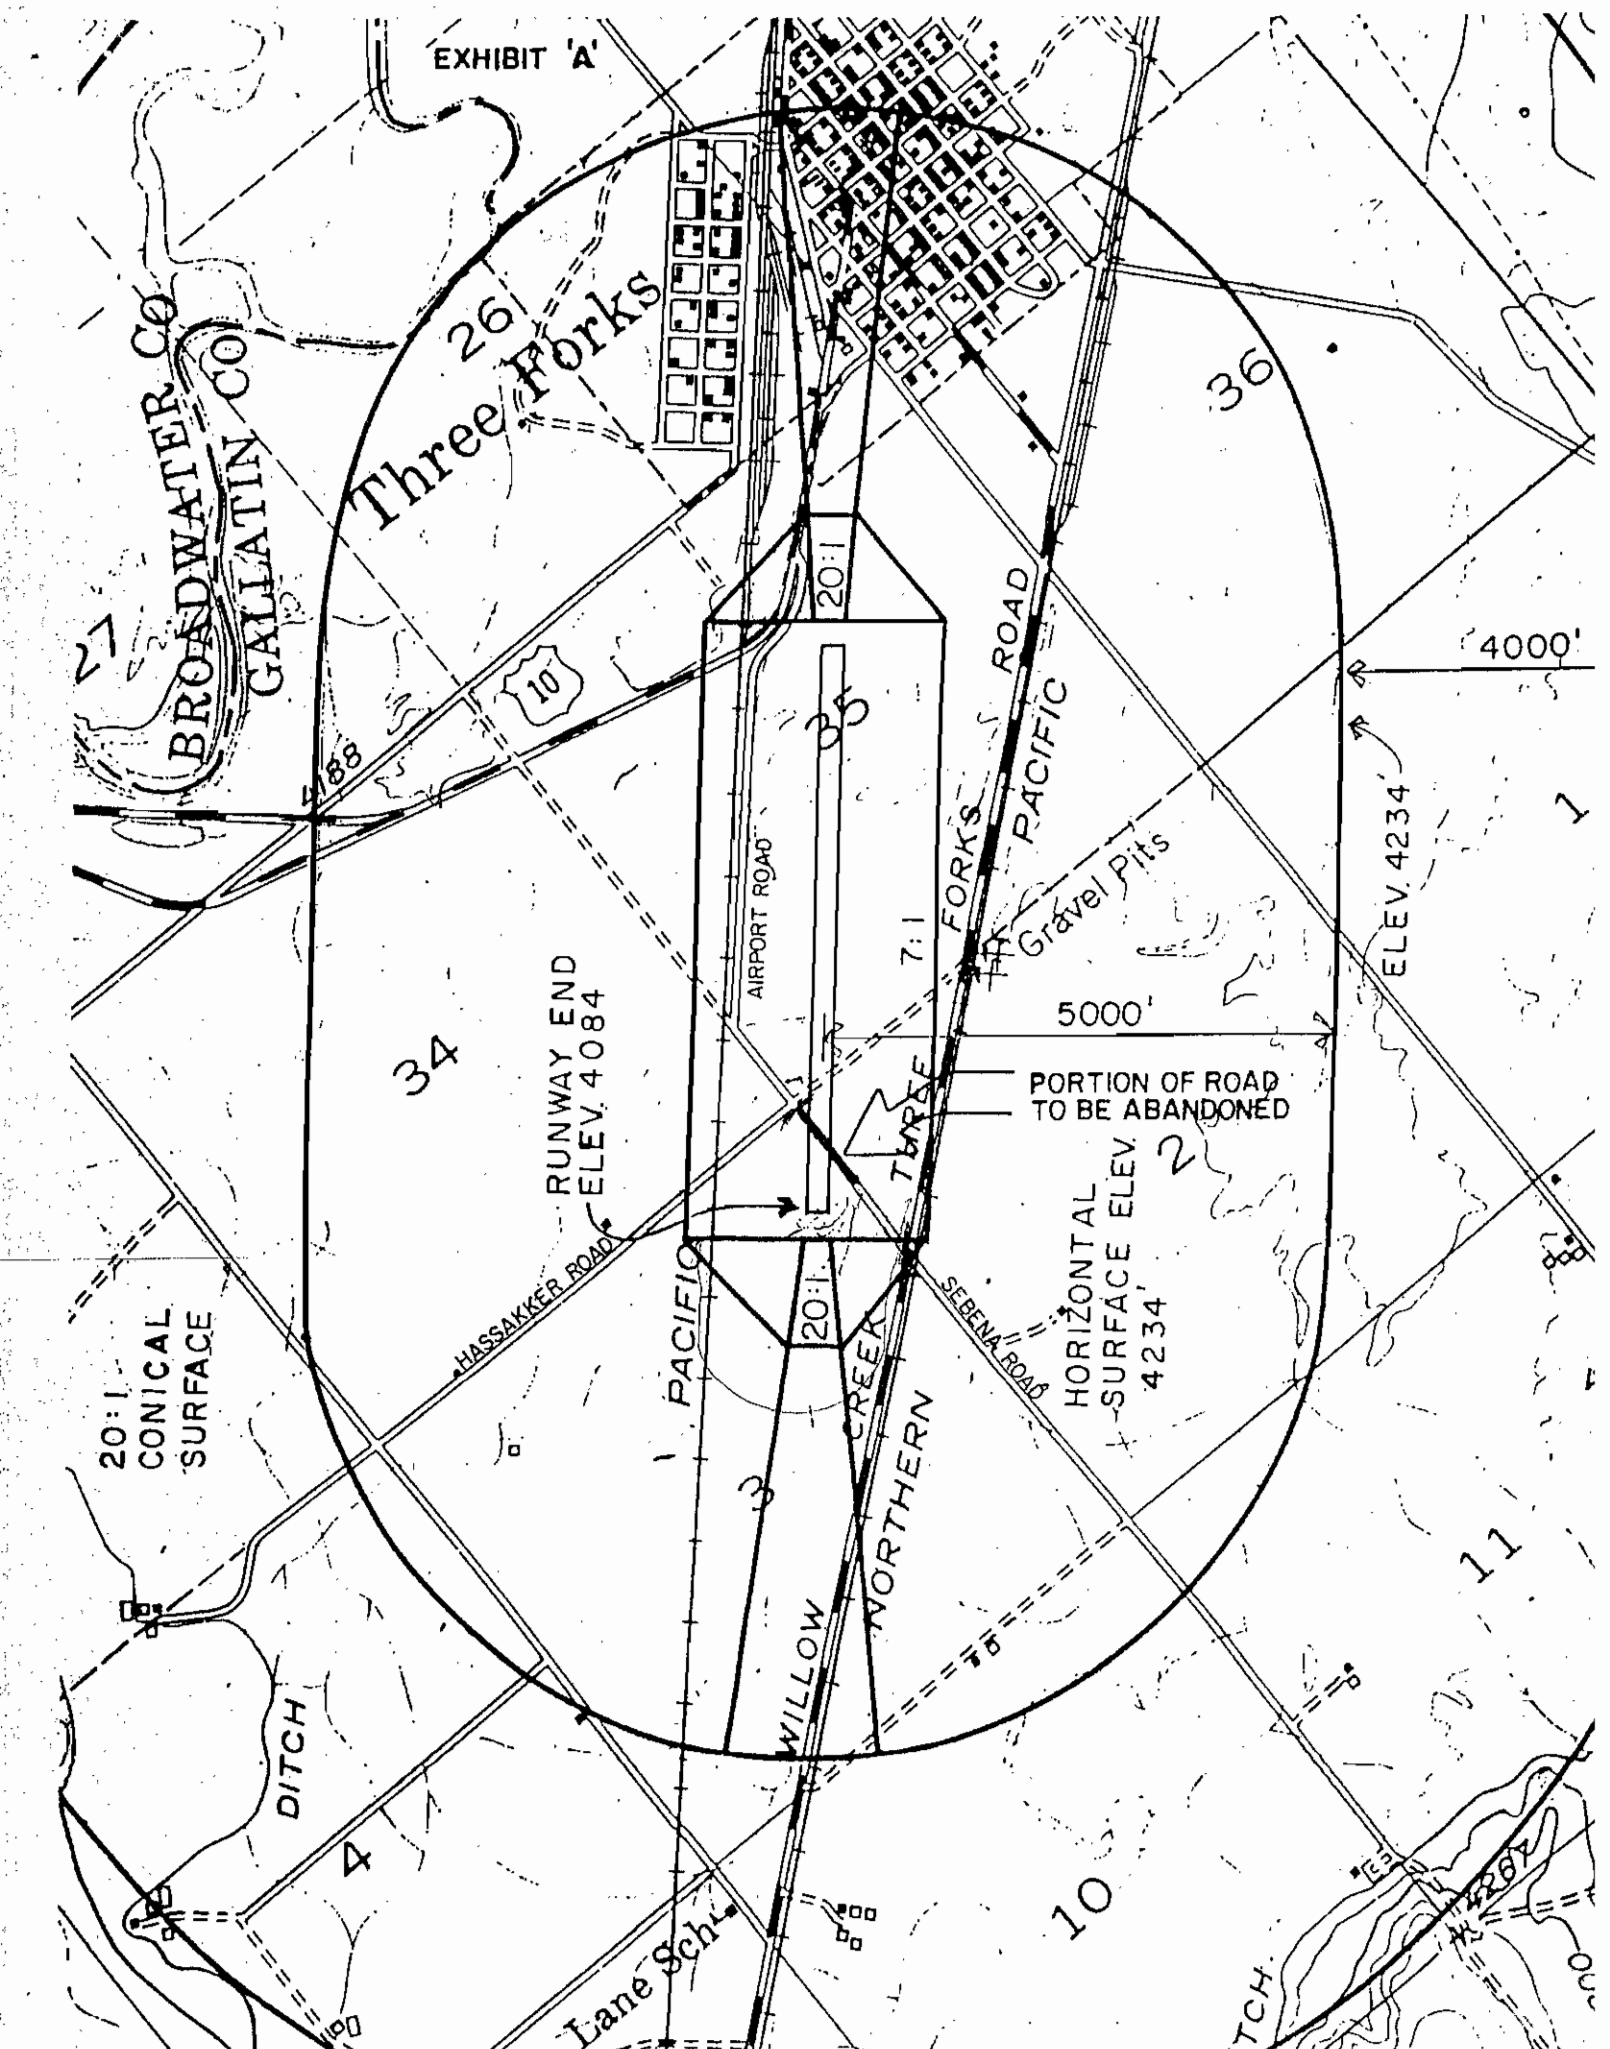 EXHIBIT 'A'
26
Three Forks
36
BROADWATER CO
GALLATIN CO
27
20:1
ROAD
4000'
10
35
PACIFIC
4188
ELEV. 4234'
1
FORKS
Gravel Pits
AIRPORT ROAD
7:1
34
RUNWAY END
ELEV. 4084
5000'
PORTION OF ROAD
TO BE ABANDONED
THREE
2
HORIZONTAL
SURFACE ELEV.
4234'
HASSAKKER ROAD
SEBENA ROAD
20:1
PACIFIC
CREEK
20:1
CONICAL
SURFACE
3
NORTHERN
11
WILLOW
DITCH
4
10
4267
Lane Sch
TCH